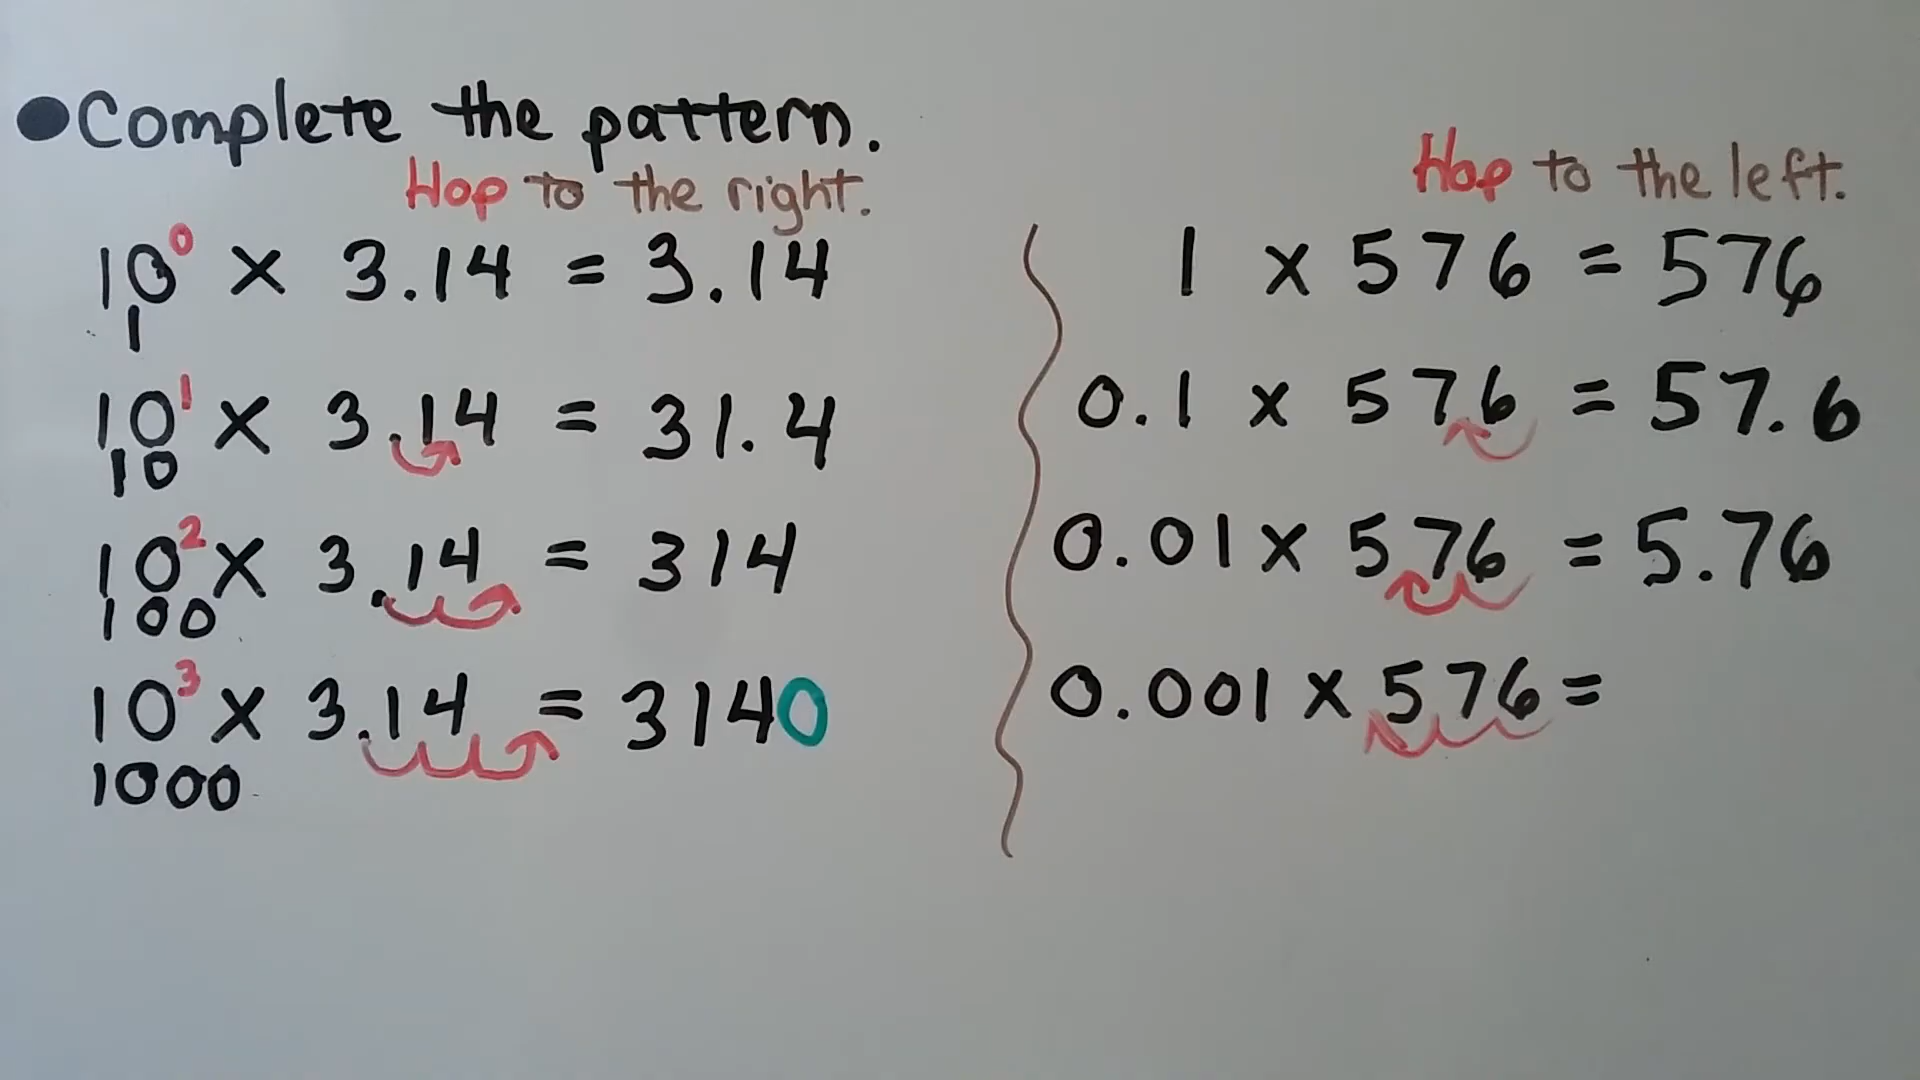 ●Complete the pattern.
Hop to the right.
10⁰ × 3.14 = 3.14
1
10¹ × 3.14 = 31.4
10
10² × 3.14 = 314
100
10³ × 3.14 = 3140
1000
Hop to the left.
1 × 576 = 576
0.1 × 576 = 57.6
0.01 × 576 = 5.76
0.001 × 576 =